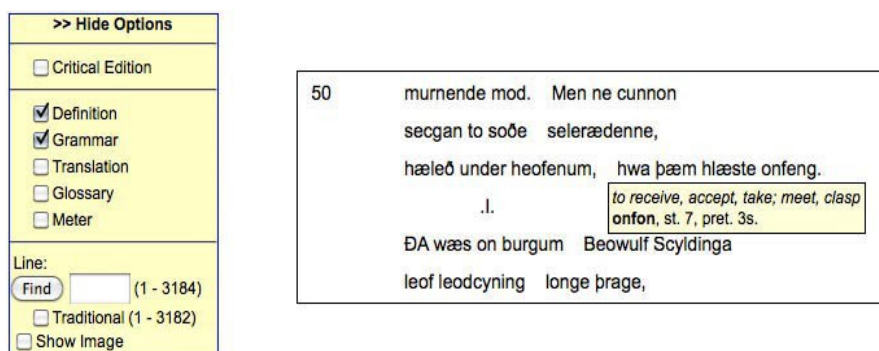 >> Hide Options
Critical Edition
Definition
Grammar
Translation
Glossary
Meter
Line:
Find (1 - 3184)
Traditional (1 - 3182)
Show Image
50 murnende mod. Men ne cunnon
secgan to soðe selerædenne,
hæleð under heofenum, hwa þæm hlæste onfeng.
to receive, accept, take; meet, clasp
onfon, st. 7, pret. 3s.
.I.
ÐA wæs on burgum Beowulf Scyldinga
leof leodcyning longe þrage,